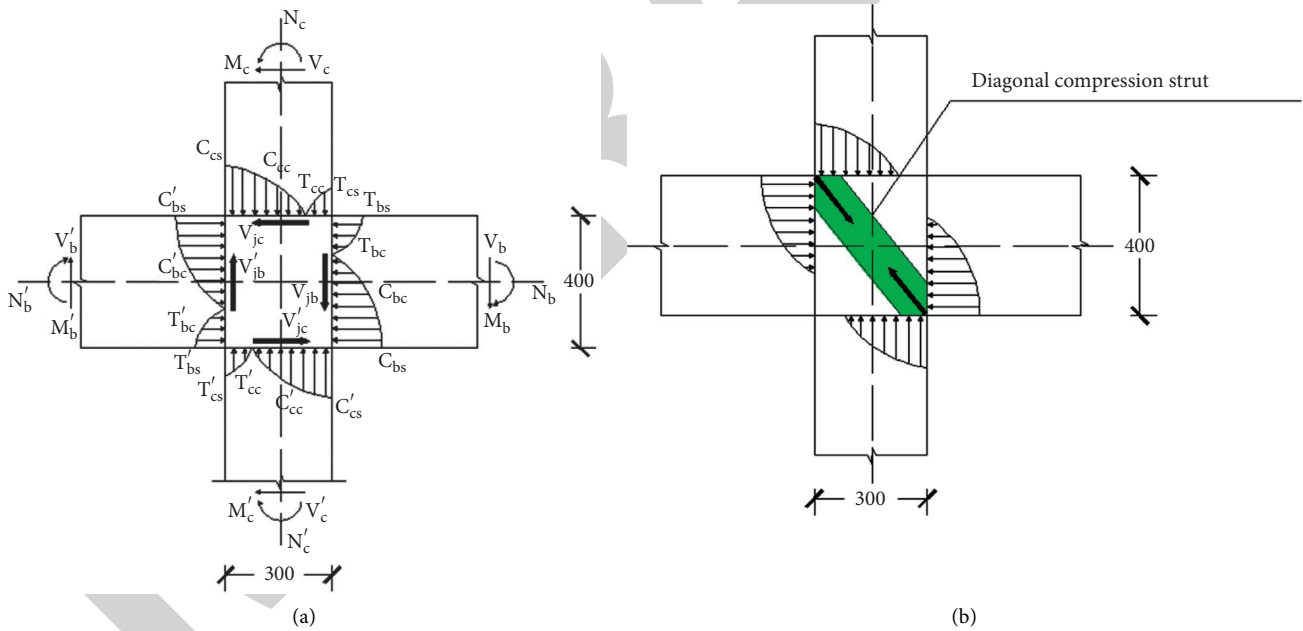 N_c
M_c V_c
C_cs
C_cc
T_cc T_cs
C'_bs T_bs
V'_b V_jc T_bc V_b
C'_bc V'_jb C_bc 400
N'_b V_jb N_b
M'_b T'_bc V'_jc M_b
T'_bs C_bs
T'_cs T'_cc C'_cc C'_cs
M'_c V'_c
N'_c
300
(a)
Diagonal compression strut
400
300
(b)